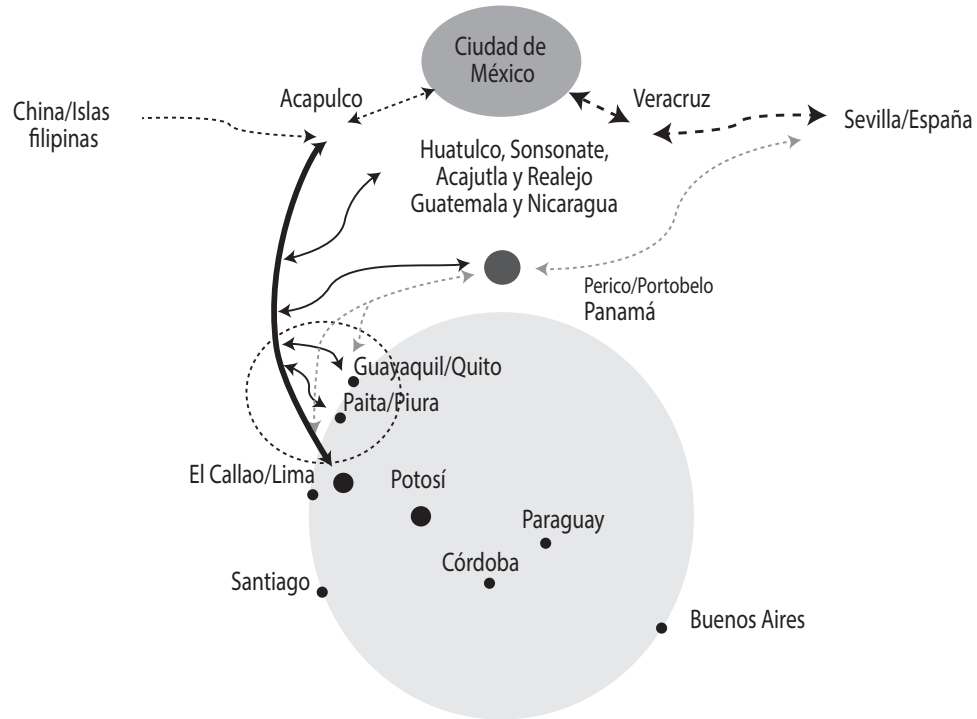 Ciudad de
México
Acapulco
Veracruz
China/Islas
filipinas
Sevilla/España
Huatulco, Sonsonate,
Acajutla y Realejo
Guatemala y Nicaragua
Perico/Portobelo
Panamá
Guayaquil/Quito
Paita/Piura
El Callao/Lima
Potosí
Paraguay
Córdoba
Santiago
Buenos Aires